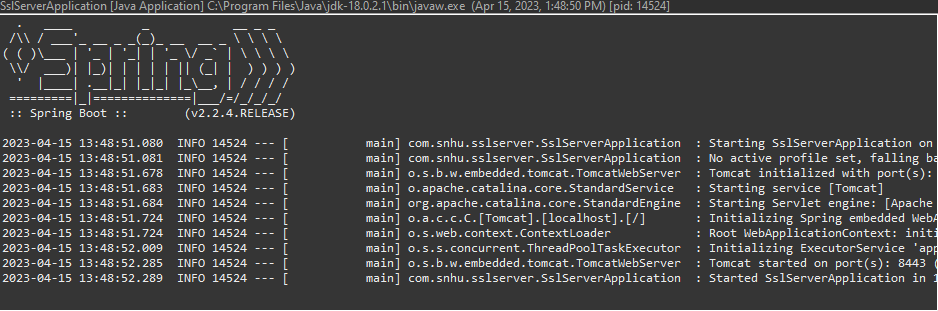 SslServerApplication [Java Application] C:\Program Files\Java\jdk-18.0.2.1\bin\javaw.exe (Apr 15, 2023, 1:48:50 PM) [pid: 14524]
  .   ____          _            __ _ _
 /\\ / ___'_ __ _ _(_)_ __  __ _ \ \ \ \
( ( )\___ | '_ | '_| | '_ \/ _` | \ \ \ \
 \\/  ___)| |_)| | | | | || (_| |  ) ) ) )
  '  |____| .__|_| |_|_| |_\__, | / / / /
 =========|_|==============|___/=/_/_/_/
 :: Spring Boot ::        (v2.2.4.RELEASE)
2023-04-15 13:48:51.080  INFO 14524 --- [           main] com.snhu.sslserver.SslServerApplication  : Starting SslServerApplication on
2023-04-15 13:48:51.081  INFO 14524 --- [           main] com.snhu.sslserver.SslServerApplication  : No active profile set, falling ba
2023-04-15 13:48:51.678  INFO 14524 --- [           main] o.s.b.w.embedded.tomcat.TomcatWebServer  : Tomcat initialized with port(s):
2023-04-15 13:48:51.683  INFO 14524 --- [           main] o.apache.catalina.core.StandardService   : Starting service [Tomcat]
2023-04-15 13:48:51.684  INFO 14524 --- [           main] org.apache.catalina.core.StandardEngine  : Starting Servlet engine: [Apache
2023-04-15 13:48:51.724  INFO 14524 --- [           main] o.a.c.c.C.[Tomcat].[localhost].[/]       : Initializing Spring embedded WebA
2023-04-15 13:48:51.724  INFO 14524 --- [           main] o.s.web.context.ContextLoader            : Root WebApplicationContext: initi
2023-04-15 13:48:52.009  INFO 14524 --- [           main] o.s.s.concurrent.ThreadPoolTaskExecutor  : Initializing ExecutorService 'app
2023-04-15 13:48:52.285  INFO 14524 --- [           main] o.s.b.w.embedded.tomcat.TomcatWebServer  : Tomcat started on port(s): 8443 (
2023-04-15 13:48:52.289  INFO 14524 --- [           main] com.snhu.sslserver.SslServerApplication  : Started SslServerApplication in 1